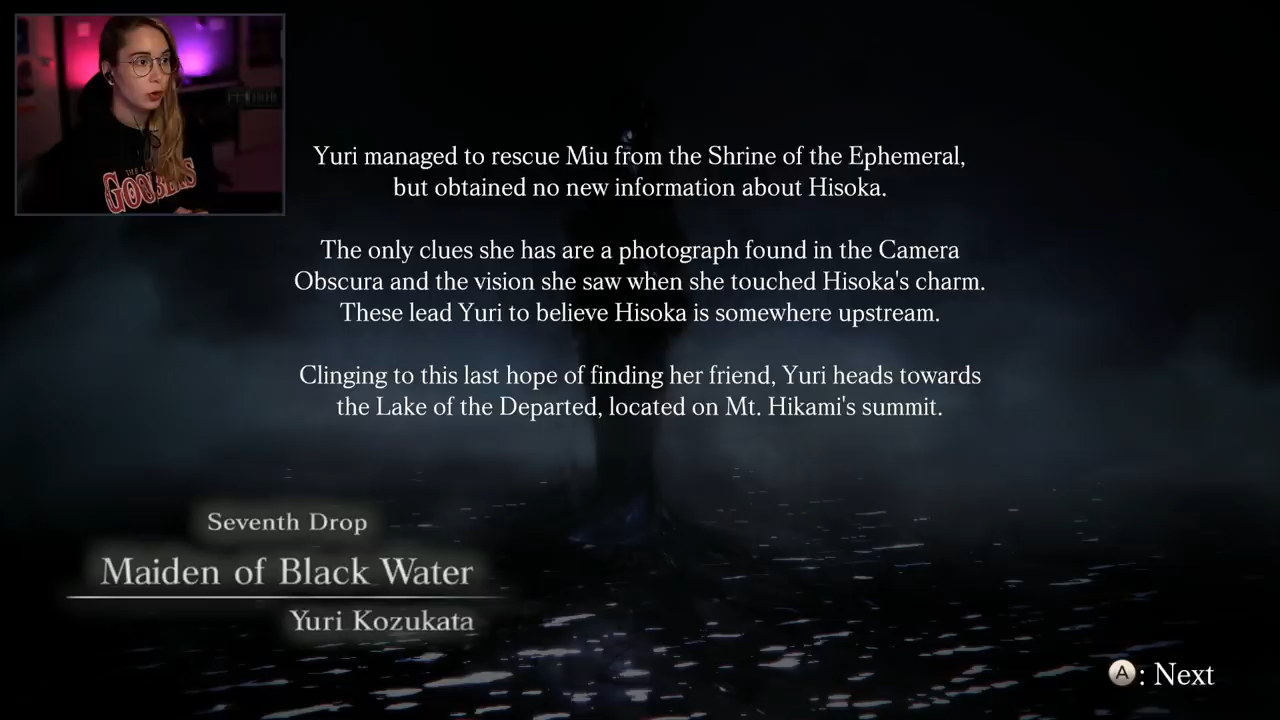 THE L
GOONIES
Yuri managed to rescue Miu from the Shrine of the Ephemeral,
but obtained no new information about Hisoka.
The only clues she has are a photograph found in the Camera
Obscura and the vision she saw when she touched Hisoka's charm.
These lead Yuri to believe Hisoka is somewhere upstream.
Clinging to this last hope of finding her friend, Yuri heads towards
the Lake of the Departed, located on Mt. Hikami's summit.
Seventh Drop
Maiden of Black Water
Yuri Kozukata
A: Next